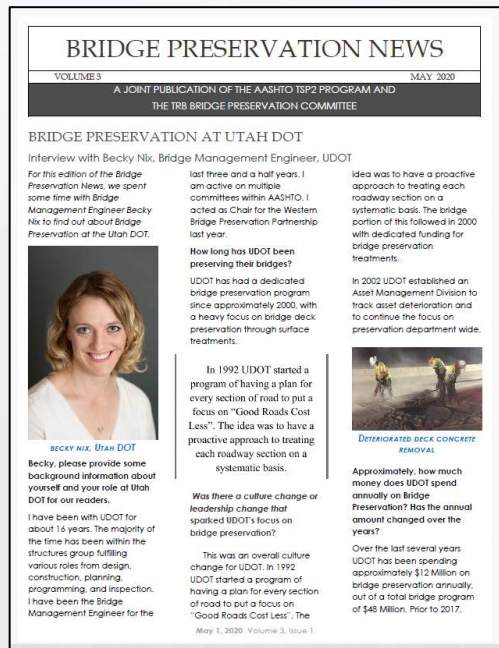 BRIDGE PRESERVATION NEWS
VOLUME 3 MAY 2020
A JOINT PUBLICATION OF THE AASHTO TSP2 PROGRAM AND
THE TRB BRIDGE PRESERVATION COMMITTEE
BRIDGE PRESERVATION AT UTAH DOT
Interview with Becky Nix, Bridge Management Engineer, UDOT
For this edition of the Bridge
Preservation News, we spent
some time with Bridge
Management Engineer Becky
Nix to find out about Bridge
Preservation at the Utah DOT.
BECKY NIX, UTAH DOT
Becky, please provide some
background information about
yourself and your role at Utah
DOT for our readers.
I have been with UDOT for
about 16 years. The majority of
the time has been within the
structures group fulfilling
various roles from design,
construction, planning,
programming, and inspection.
I have been the Bridge
Management Engineer for the
last three and a half years. I
am active on multiple
committees within AASHTO. I
acted as Chair for the Western
Bridge Preservation Partnership
last year.
How long has UDOT been
preserving their bridges?
UDOT has had a dedicated
bridge preservation program
since approximately 2000, with
a heavy focus on bridge deck
preservation through surface
treatments.
In 1992 UDOT started a
program of having a plan for
every section of road to put a
focus on “Good Roads Cost
Less”. The idea was to have a
proactive approach to treating
each roadway section on a
systematic basis.
Was there a culture change or
leadership change that
sparked UDOT's focus on
bridge preservation?
This was an overall culture
change for UDOT. In 1992
UDOT started a program of
having a plan for every section
of road to put a focus on
“Good Roads Cost Less”. The
idea was to have a proactive
approach to treating each
roadway section on a
systematic basis. The bridge
portion of this followed in 2000
with dedicated funding for
bridge preservation
treatments.
In 2002 UDOT established an
Asset Management Division to
track asset deterioration and
to continue the focus on
preservation department wide.
DETERIORATED DECK CONCRETE
REMOVAL
Approximately, how much
money does UDOT spend
annually on Bridge
Preservation? Has the annual
amount changed over the
years?
Over the last several years
UDOT has been spending
approximately $12 Million on
bridge preservation annually,
out of a total bridge program
of $48 Million. Prior to 2017,
May 1, 2020 Volume 3, Issue 1